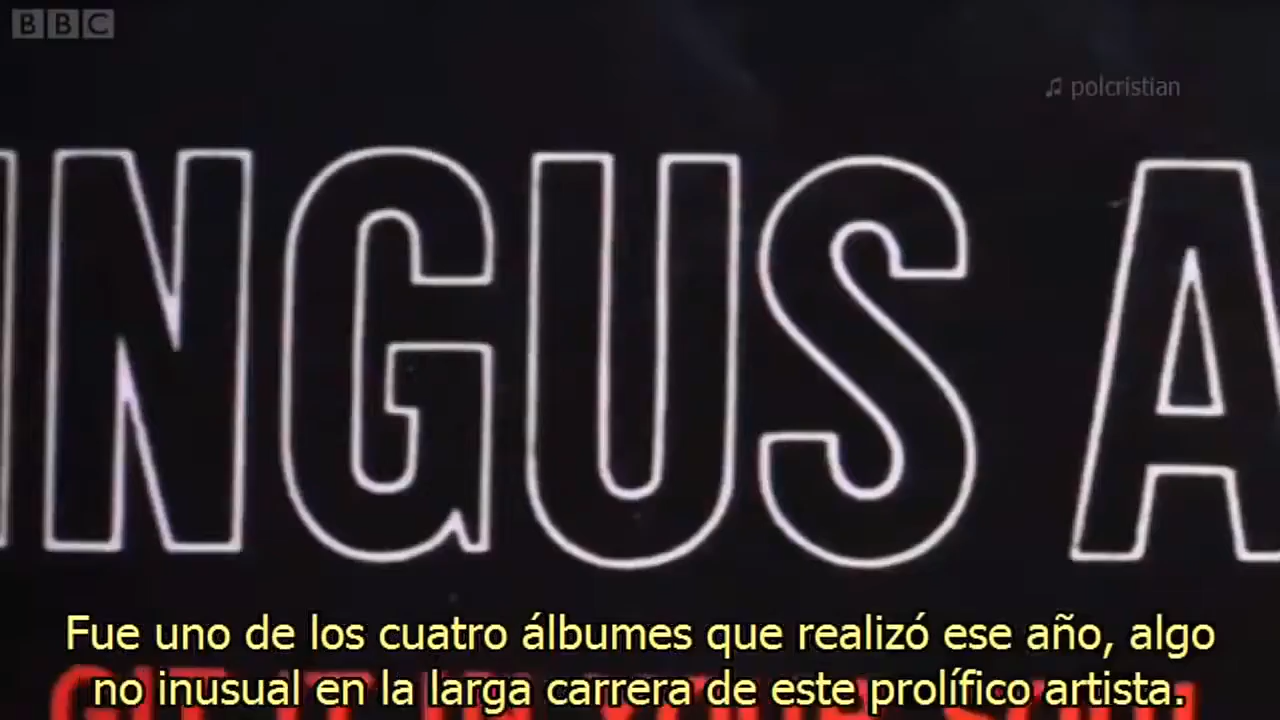 BBC
♫ polcristian
INGUS A
Fue uno de los cuatro álbumes que realizó ese año, algo
no inusual en la larga carrera de este prolífico artista.